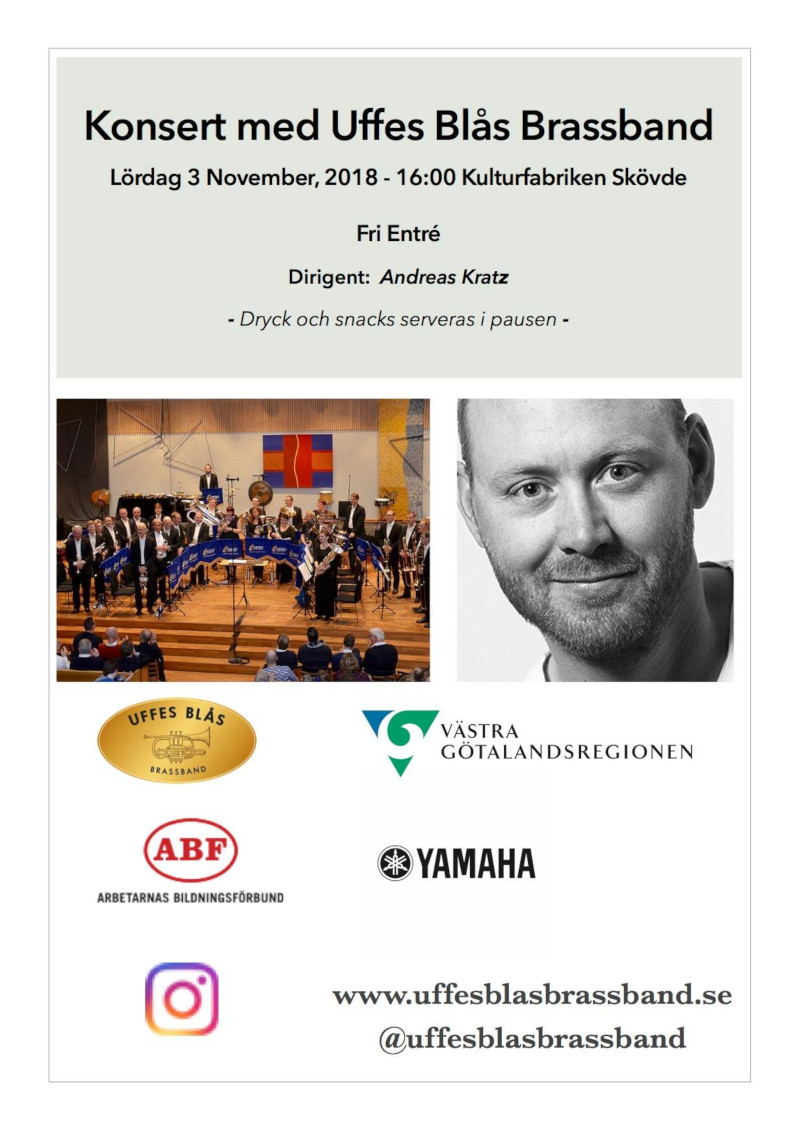 Konsert med Uffes Blås Brassband
Lördag 3 November, 2018 - 16:00 Kulturfabriken Skövde
Fri Entré
Dirigent: Andreas Kratz
- Dryck och snacks serveras i pausen -
UFFES BLÅS
BRASSBAND
VÄSTRA
GÖTALANDSREGIONEN
ABF
ARBETARNAS BILDNINGSFÖRBUND
YAMAHA
www.uffesblasbrassband.se
@uffesblasbrassband